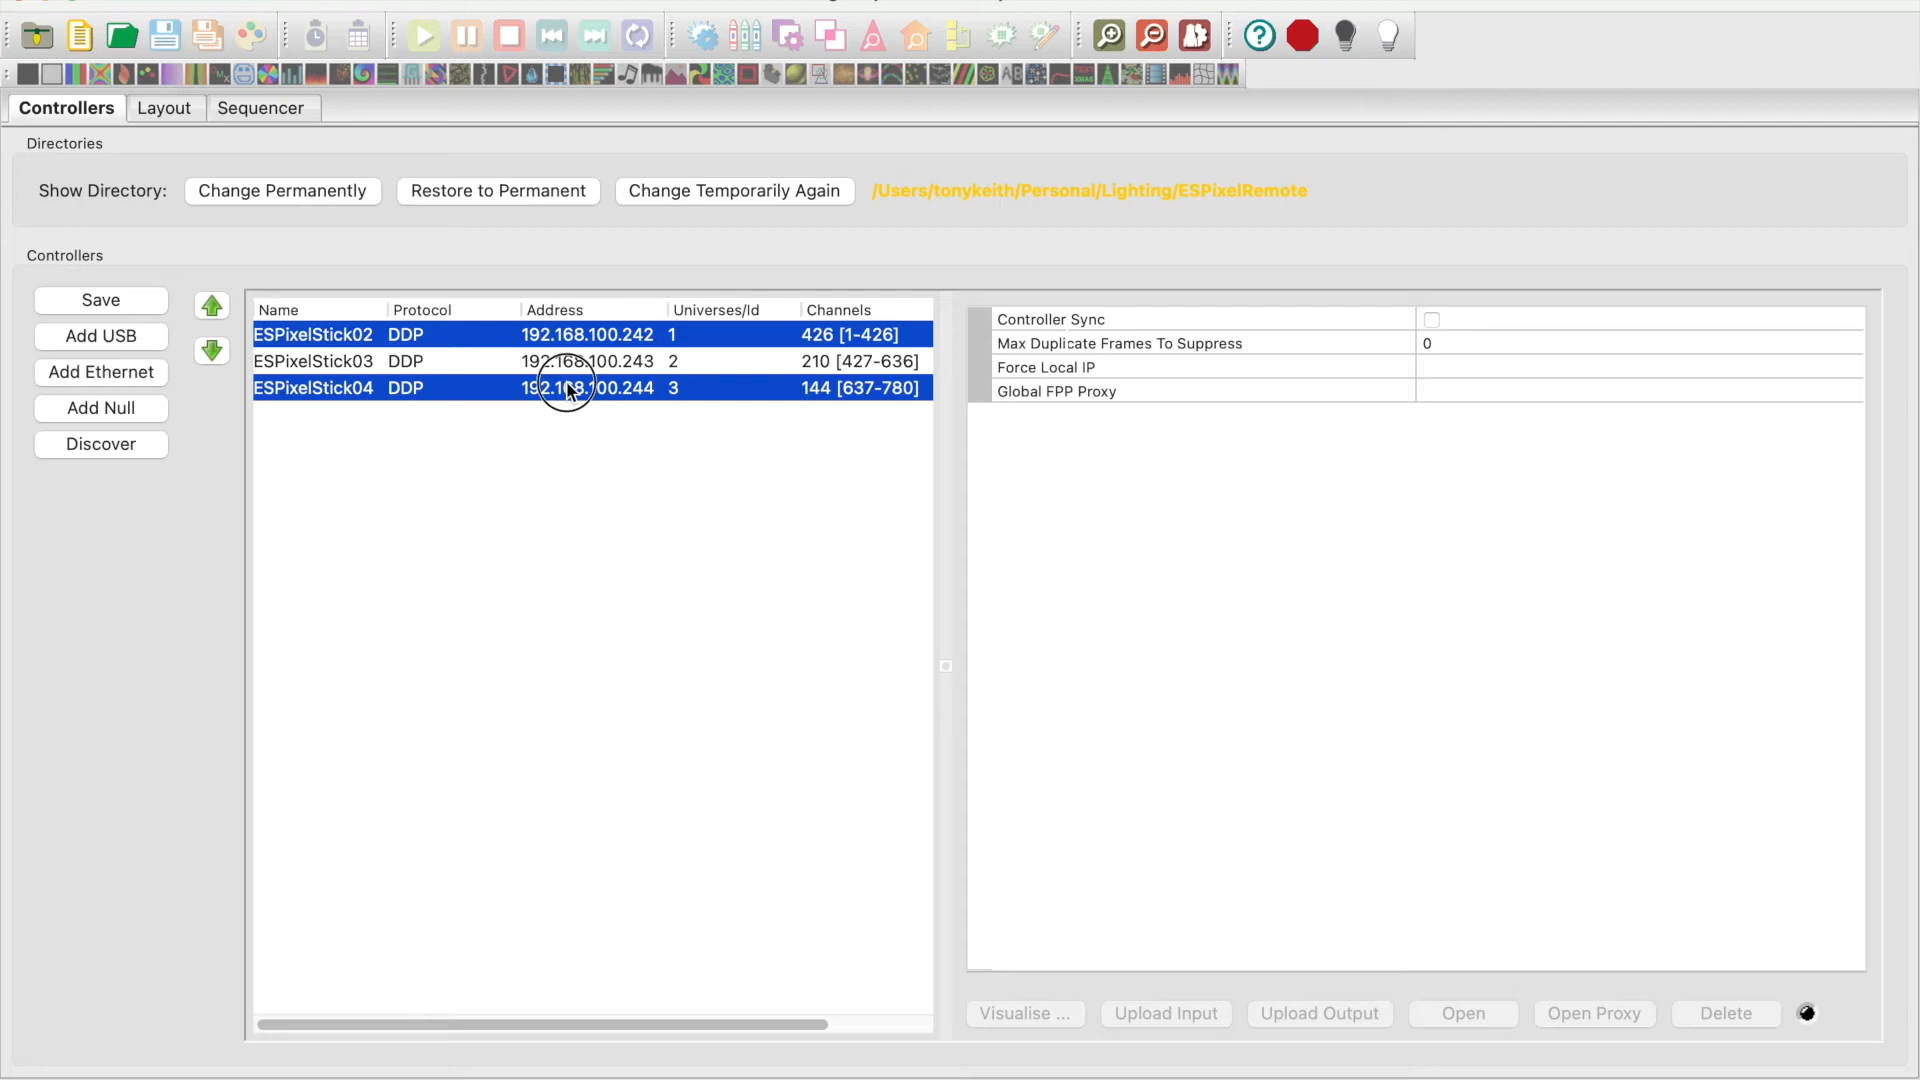 Controllers Layout Sequencer
Directories
Show Directory: Change Permanently Restore to Permanent Change Temporarily Again /Users/tonykeith/Personal/Lighting/ESPixelRemote
Controllers
Save
Add USB
Add Ethernet
Add Null
Discover
Name Protocol Address Universes/Id Channels
ESPixelStick02 DDP 192.168.100.242 1 426 [1-426]
ESPixelStick03 DDP 192.168.100.243 2 210 [427-636]
ESPixelStick04 DDP 192.168.100.244 3 144 [637-780]
Controller Sync
Max Duplicate Frames To Suppress 0
Force Local IP
Global FPP Proxy
Visualise ... Upload Input Upload Output Open Open Proxy Delete